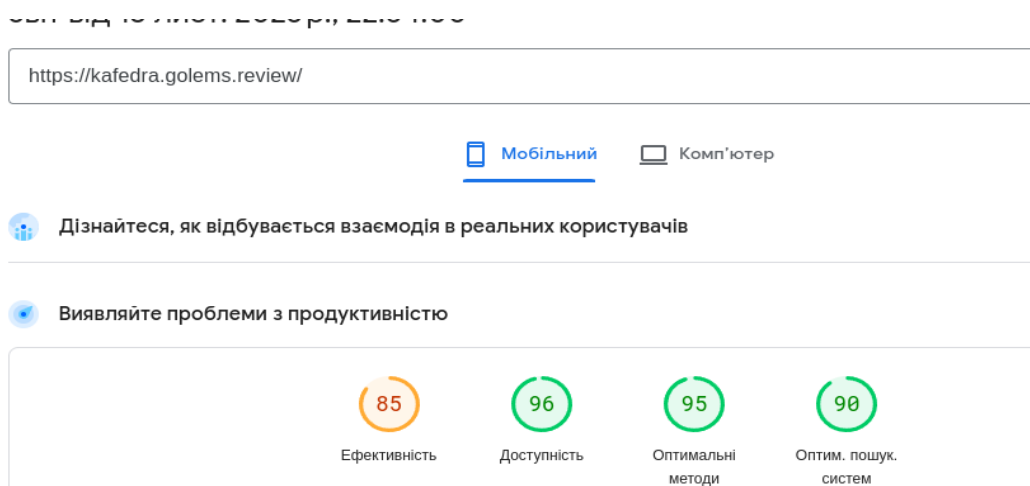 https://kafedra.golems.review/
Мобільний Комп'ютер
Дізнайтеся, як відбувається взаємодія в реальних користувачів
Виявляйте проблеми з продуктивністю
85 96 95 90
Ефективність Доступність Оптимальні Оптим. пошук.
методи систем